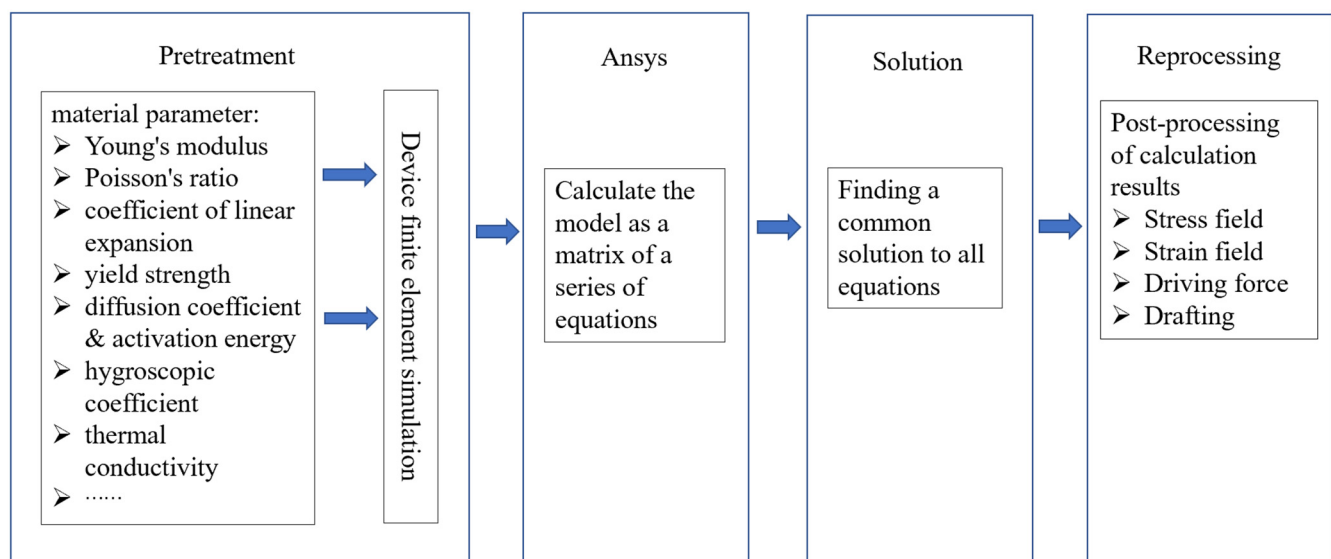 Pretreatment
material parameter:
➢ Young's modulus
➢ Poisson's ratio
➢ coefficient of linear
expansion
➢ yield strength
➢ diffusion coefficient
& activation energy
➢ hygroscopic
coefficient
➢ thermal
conductivity
➢ ......
Device finite element simulation
Ansys
Calculate the
model as a
matrix of a
series of
equations
Solution
Finding a
common
solution to all
equations
Reprocessing
Post-processing
of calculation
results
➢ Stress field
➢ Strain field
➢ Driving force
➢ Drafting